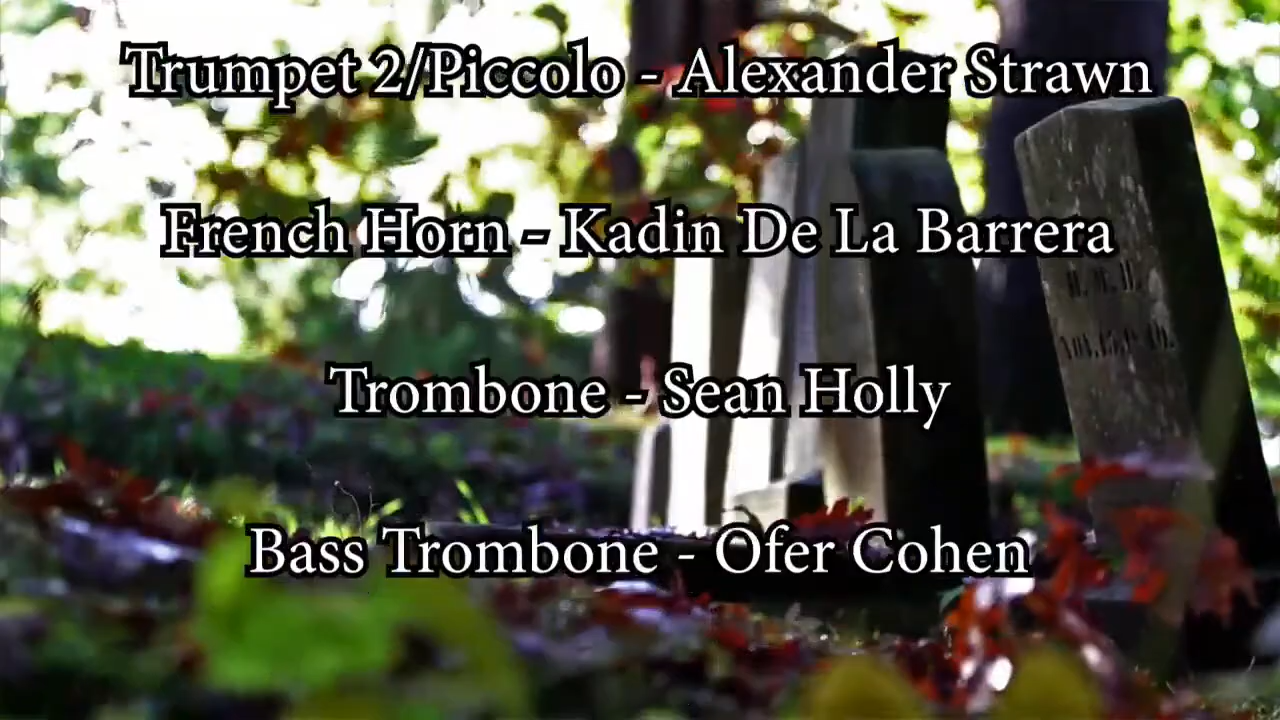 Trumpet 2/Piccolo - Alexander Strawn
French Horn - Kadin De La Barrera
Trombone - Sean Holly
Bass Trombone - Ofer Cohen